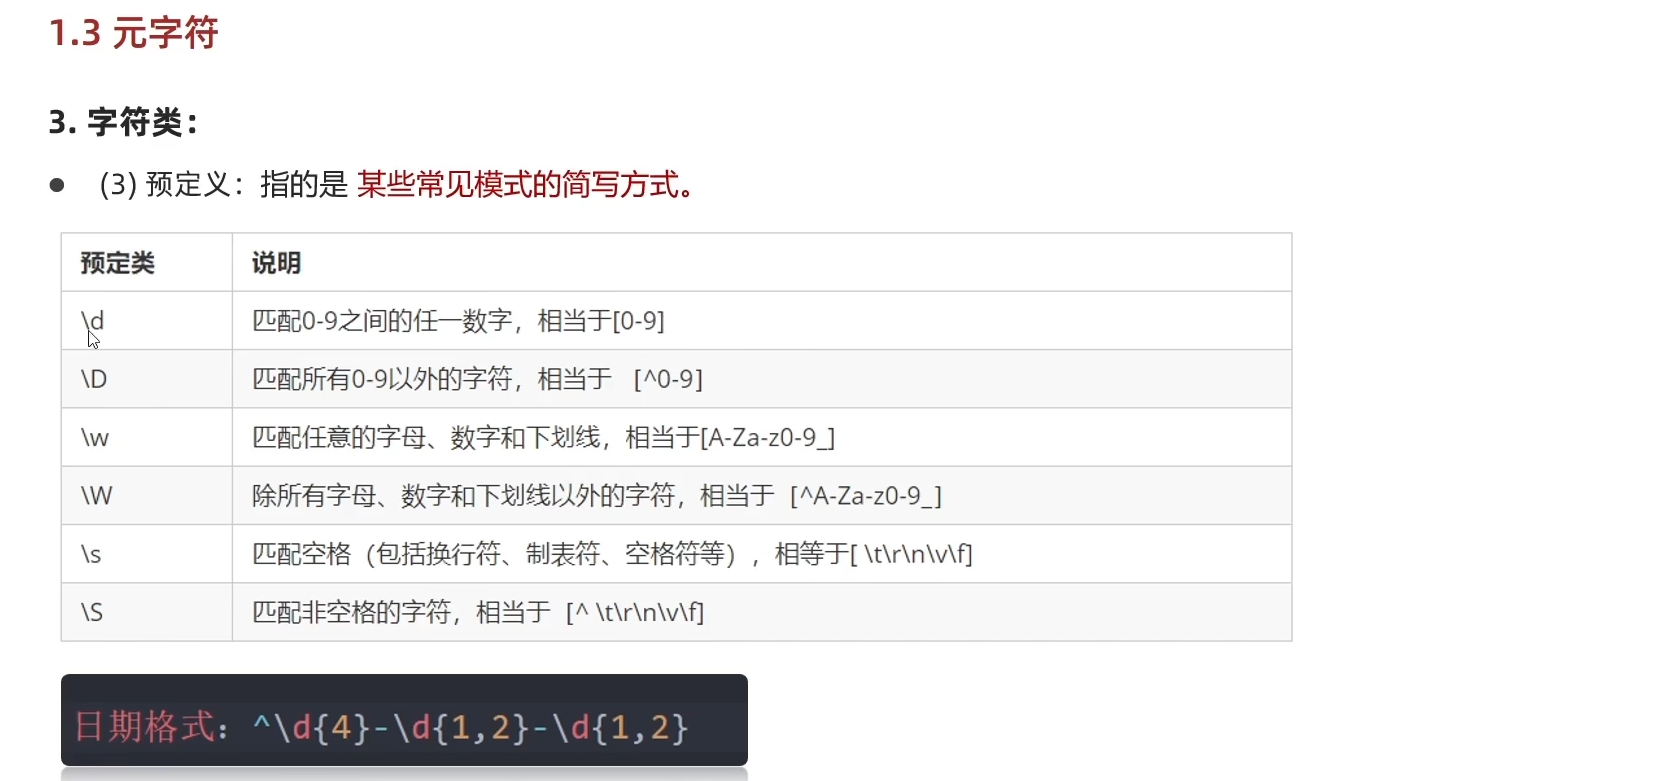 1.3 元字符
3. 字符类：
● (3) 预定义：指的是 某些常见模式的简写方式。
预定类 说明
\d 匹配0-9之间的任一数字，相当于[0-9]
\D 匹配所有0-9以外的字符，相当于 [^0-9]
\w 匹配任意的字母、数字和下划线，相当于[A-Za-z0-9_]
\W 除所有字母、数字和下划线以外的字符，相当于 [^A-Za-z0-9_]
\s 匹配空格（包括换行符、制表符、空格符等），相等于[ \t\r\n\v\f]
\S 匹配非空格的字符，相当于 [^ \t\r\n\v\f]
日期格式：^\d{4}-\d{1,2}-\d{1,2}